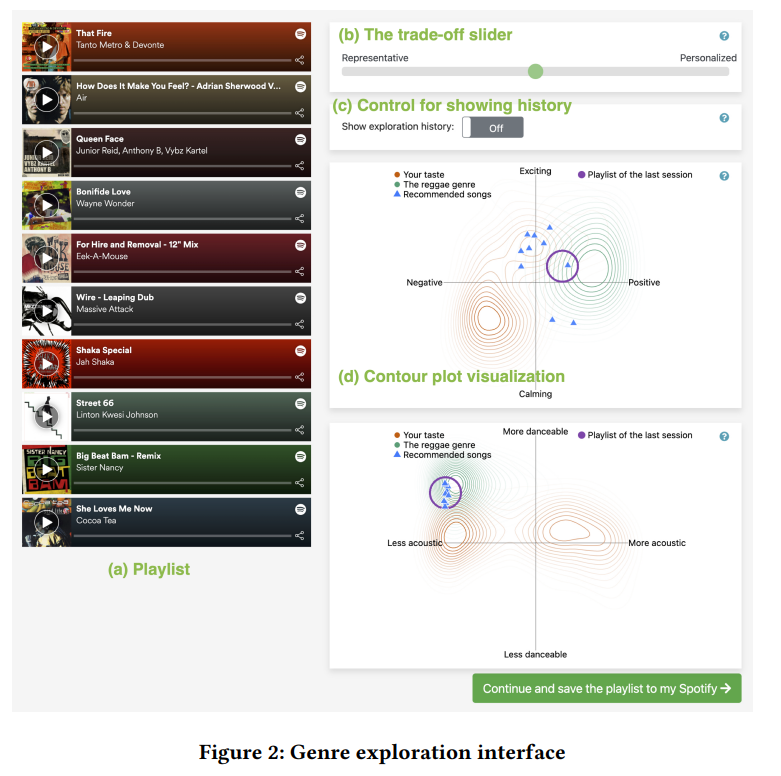 That Fire
Tanto Metro & Devonte
How Does It Make You Feel? - Adrian Sherwood V...
Air
Queen Face
Junior Reid, Anthony B, Vybz Kartel
Bonifide Love
Wayne Wonder
For Hire and Removal - 12" Mix
Eek-A-Mouse
Wire - Leaping Dub
Massive Attack
Shaka Special
Jah Shaka
Street 66
Linton Kwesi Johnson
SISTER NANCY
Big Beat Bam - Remix
Sister Nancy
She Loves Me Now
Cocoa Tea
(a) Playlist
(b) The trade-off slider
?
Representative
Personalized
(c) Control for showing history
?
Show exploration history:
Off
Your taste
The reggae genre
Recommended songs
Exciting
Playlist of the last session
?
Negative
Positive
(d) Contour plot visualization
Calming
Your taste
The reggae genre
Recommended songs
More danceable
Playlist of the last session
?
Less acoustic
More acoustic
Less danceable
Continue and save the playlist to my Spotify →
Figure 2: Genre exploration interface